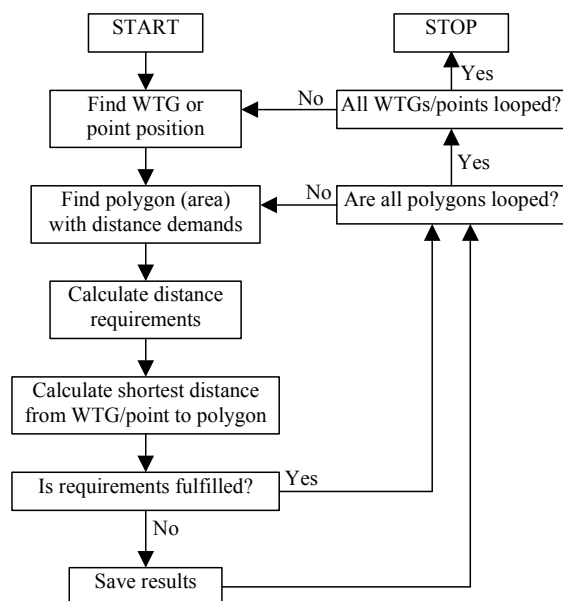 START
STOP
Yes
Find WTG or
point position
No
All WTGs/points looped?
Yes
Find polygon (area)
with distance demands
No
Are all polygons looped?
Calculate distance
requirements
Calculate shortest distance
from WTG/point to polygon
Is requirements fulfilled?
Yes
No
Save results